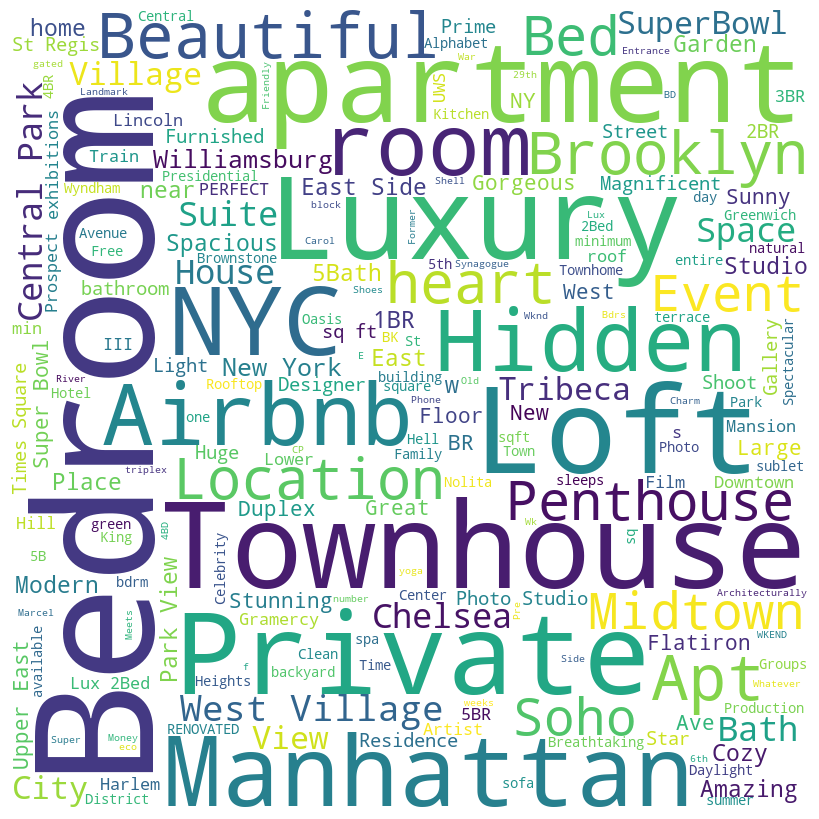 Central
home
Beautiful
Bed
SuperBowl
Prime
Alphabet
St Regis
Entrance
Garden
gated
Village
apartment
War
29th
BD
4BR
Landmark
Friendly
UWS
Kitchen
NY
3BR
Central Park
Lincoln
room
Street
2BR
Furnished
Brooklyn
Train
Williamsburg
exhibitions
Presidential
Wyndham
near
PERFECT
East Side
Shell
Gorgeous
Magnificent
day
Sunny
Bedroom
Suite
block
Luxury
Lux
2Bed
Greenwich
Space
Prospect
Avenue
Free
Spacious
Carol
Former
minimum
natural
Brownstone
House
5th
Synagogue
roof
entire
Studio
bathroom
5Bath
heart
Townhome
Event
NYC
Shoes
West
terrace
Oasis
min
III
sq ft
1BR
Wknd
Bdrs
BK
St
Hidden
Light
New York
East
E
Gallery
Spectacular
River
Hotel
Rooftop
Designer
building
square
W
Old
Tribeca
Shoot
Super Bowl
Times Square
Airbnb
one
Phone
Loft
Charm
Park
Mansion
Floor
New
s
Photo
Hell
Family
BR
sqft
Town
Large
triplex
Huge
Lower
CP
sublet
Location
Nolita
sleeps
Film
Downtown
Place
Penthouse
Hill
green
King
Duplex
Great
4BD
Wk
sq
Townhouse
5B
Celebrity
Modern
bdrm
Architecturally
yoga
number
Center
Photo Studio
Marcel
Meets
Park View
Stunning
Pre
Midtown
WKEND
Gramercy
Chelsea
Private
Flatiron
available
Clean
spa
Side
Groups
Upper East
Lux 2Bed
f
Heights
Time
backyard
Apt
Whatever
weeks
West Village
5BR
Soho
Production
Ave
Bath
RENOVATED
View
Artist
Super
Money
eco
Residence
Breathtaking
Star
Cozy
Manhattan
6th
Daylight
City
Harlem
sofa
Amazing
District
summer